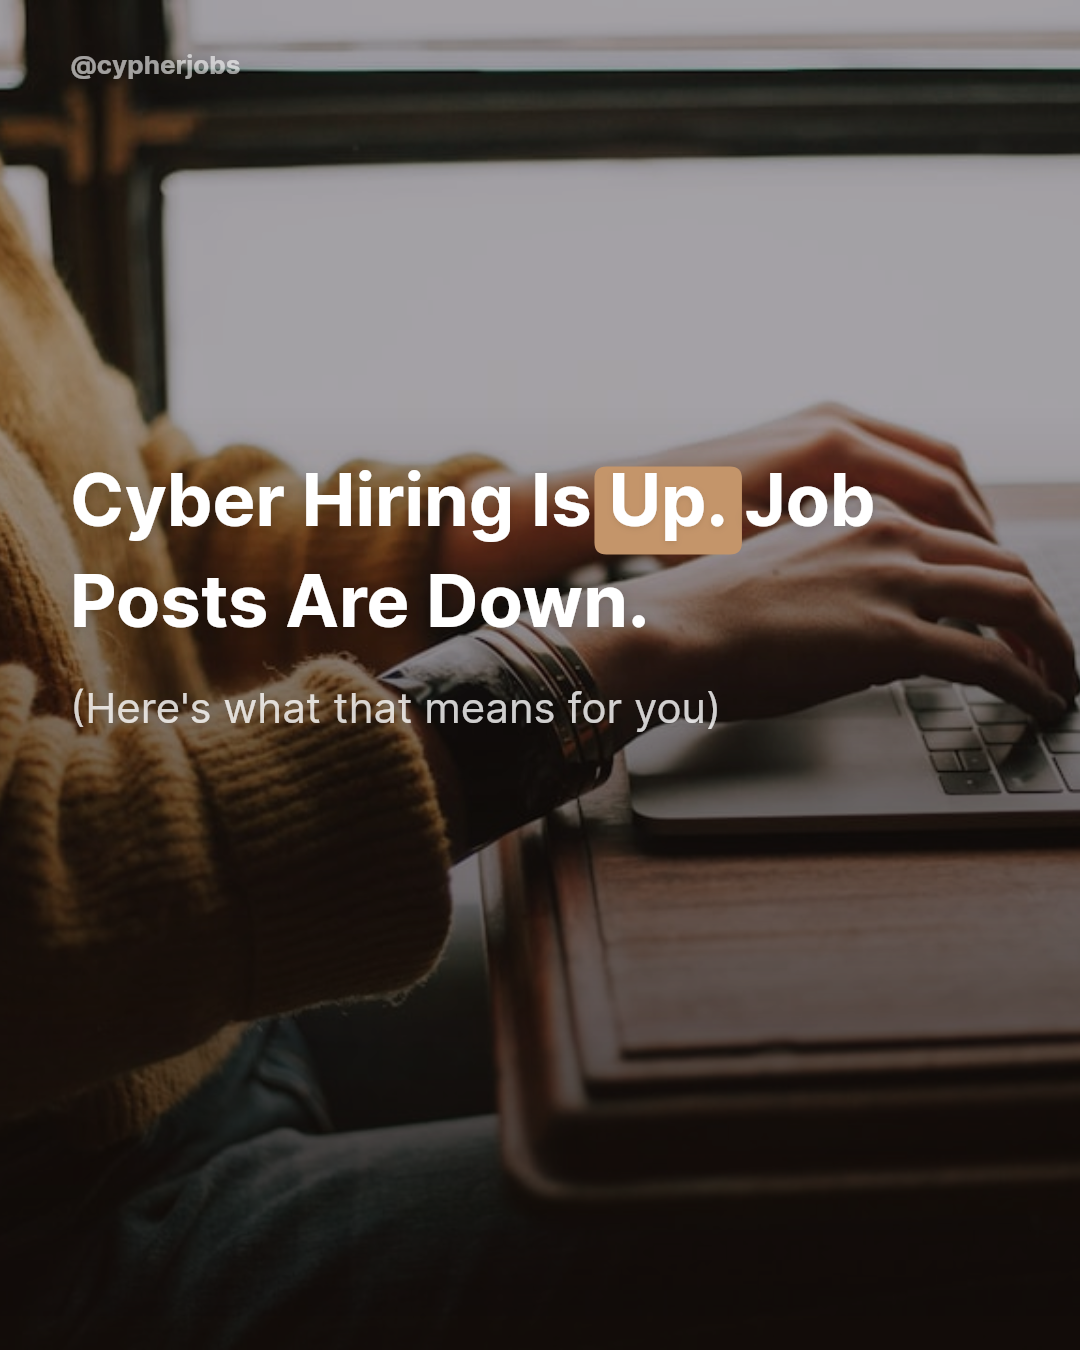 @cypherjobs
Cyber Hiring Is Up. Job
Posts Are Down.
(Here's what that means for you)